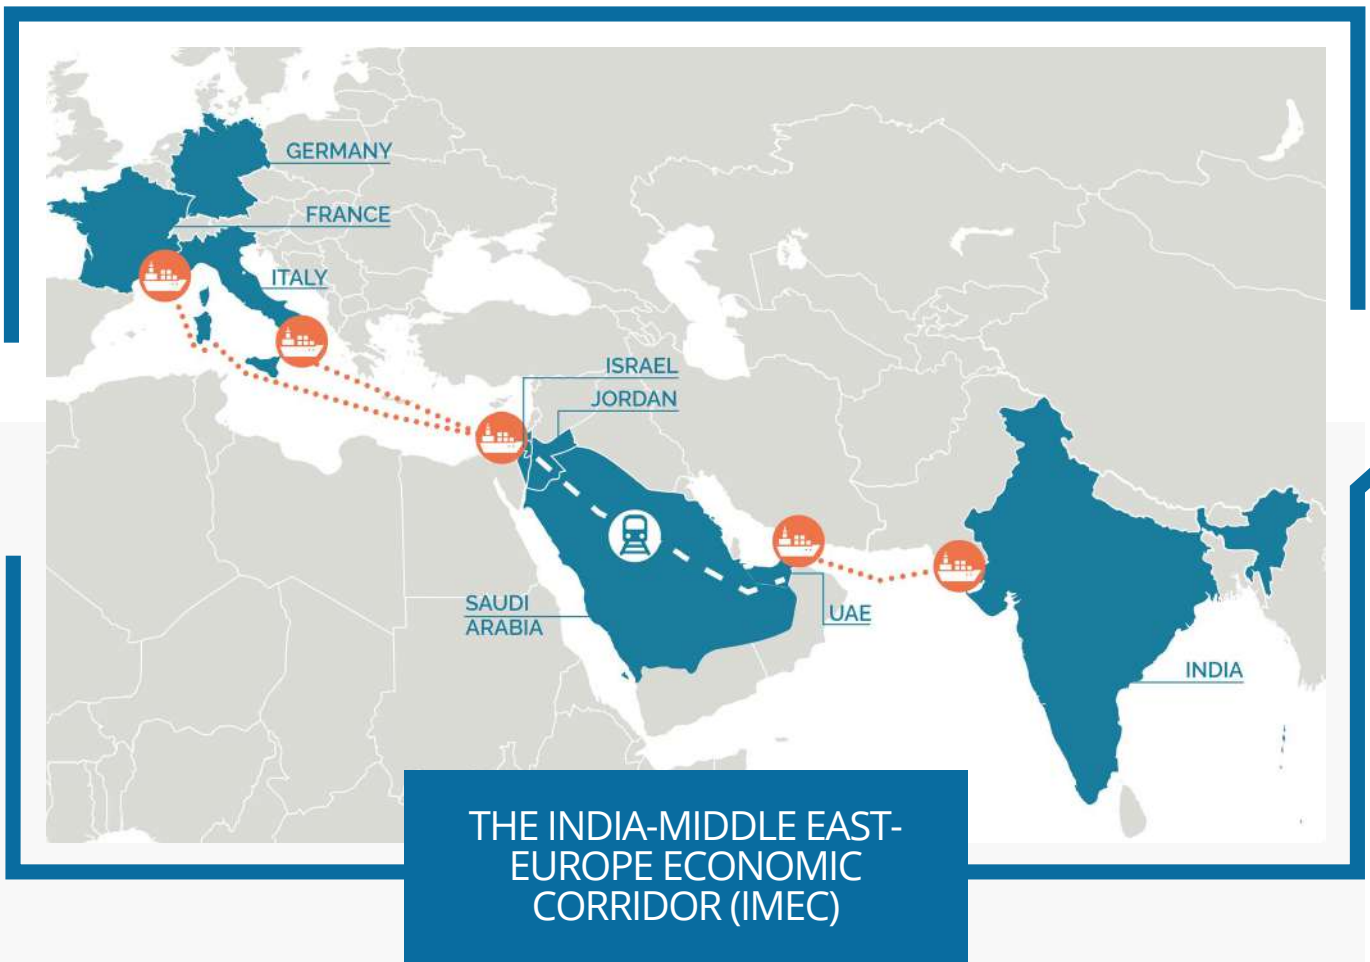 GERMANY
FRANCE
ITALY
ISRAEL
JORDAN
SAUDI
ARABIA
UAE
INDIA
THE INDIA-MIDDLE EAST-
EUROPE ECONOMIC
CORRIDOR (IMEC)